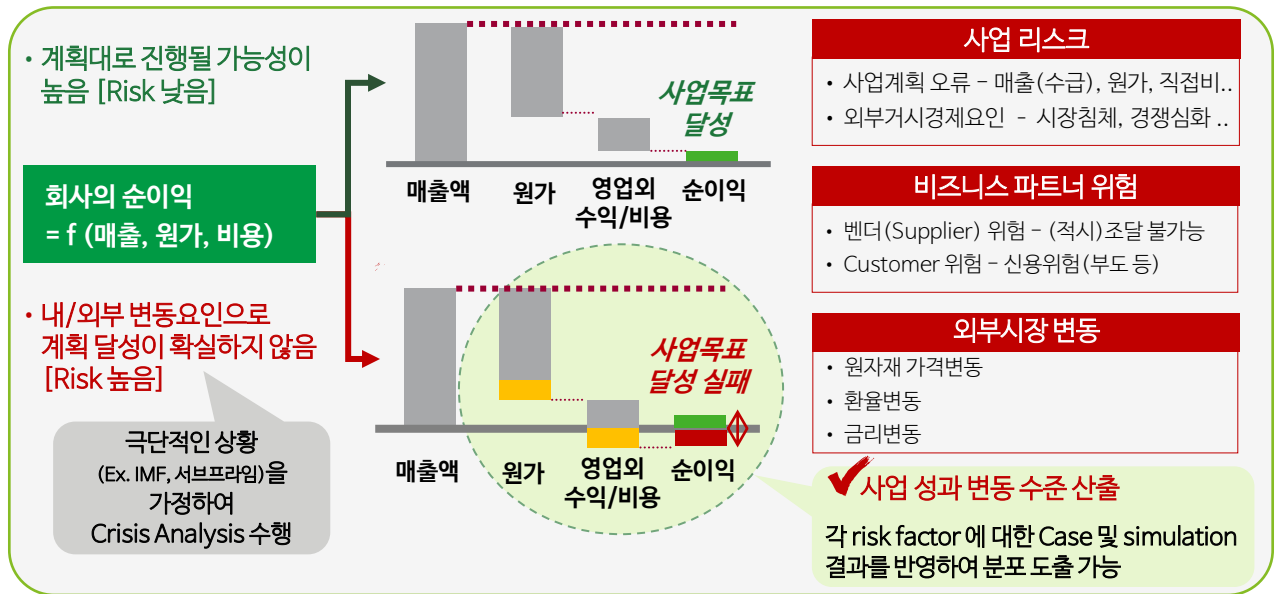 • 계획대로 진행될 가능성이
높음 [Risk 낮음]
회사의 순이익
= f (매출, 원가, 비용)
• 내/외부 변동요인으로
계획 달성이 확실하지 않음
[Risk 높음]
극단적인 상황
(Ex. IMF, 서브프라임)을
가정하여
Crisis Analysis 수행
사업목표
달성
매출액
원가
영업외
수익/비용
순이익
사업목표
달성 실패
매출액
원가
영업외
수익/비용
순이익
사업 리스크
• 사업계획 오류 – 매출(수급), 원가, 직접비..
• 외부거시경제요인 - 시장침체, 경쟁심화 ..
비즈니스 파트너 위험
• 벤더(Supplier) 위험 – (적시)조달 불가능
• Customer 위험 – 신용위험(부도 등)
외부시장 변동
• 원자재 가격변동
• 환율변동
• 금리변동
사업 성과 변동 수준 산출
각 risk factor 에 대한 Case 및 simulation
결과를 반영하여 분포 도출 가능